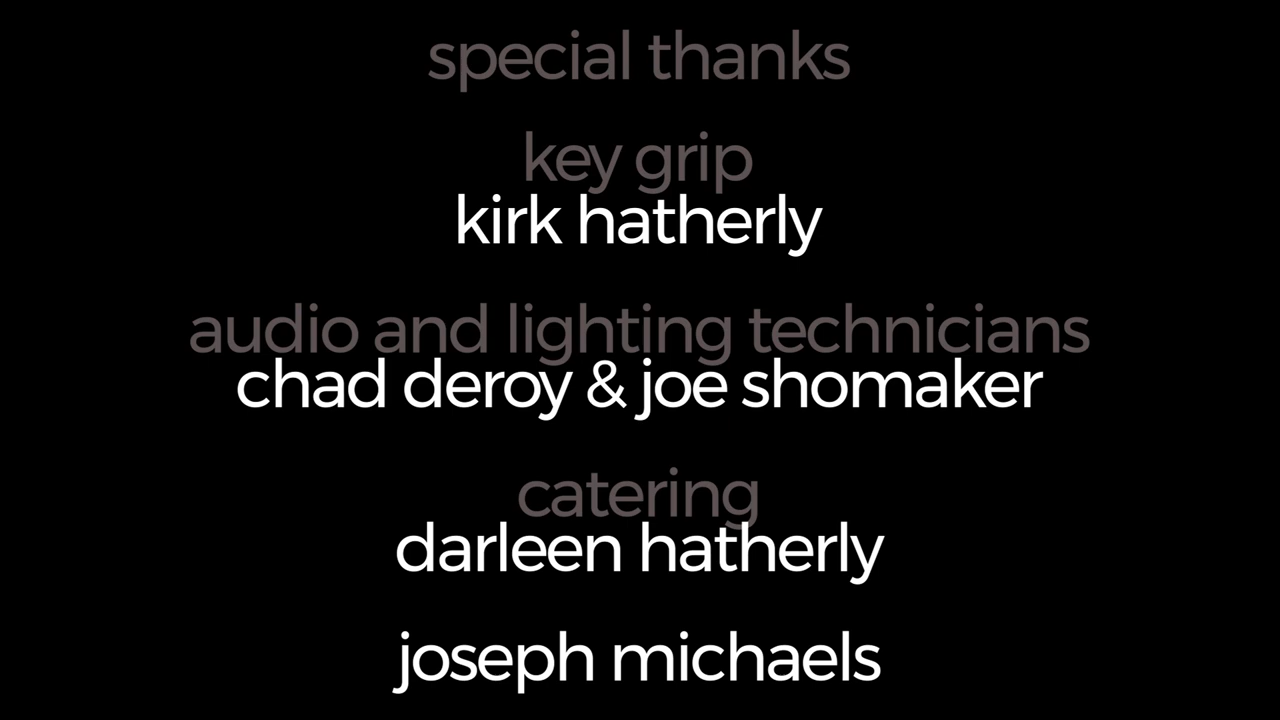 special thanks
key grip
kirk hatherly
audio and lighting technicians
chad deroy & joe shomaker
catering
darleen hatherly
joseph michaels